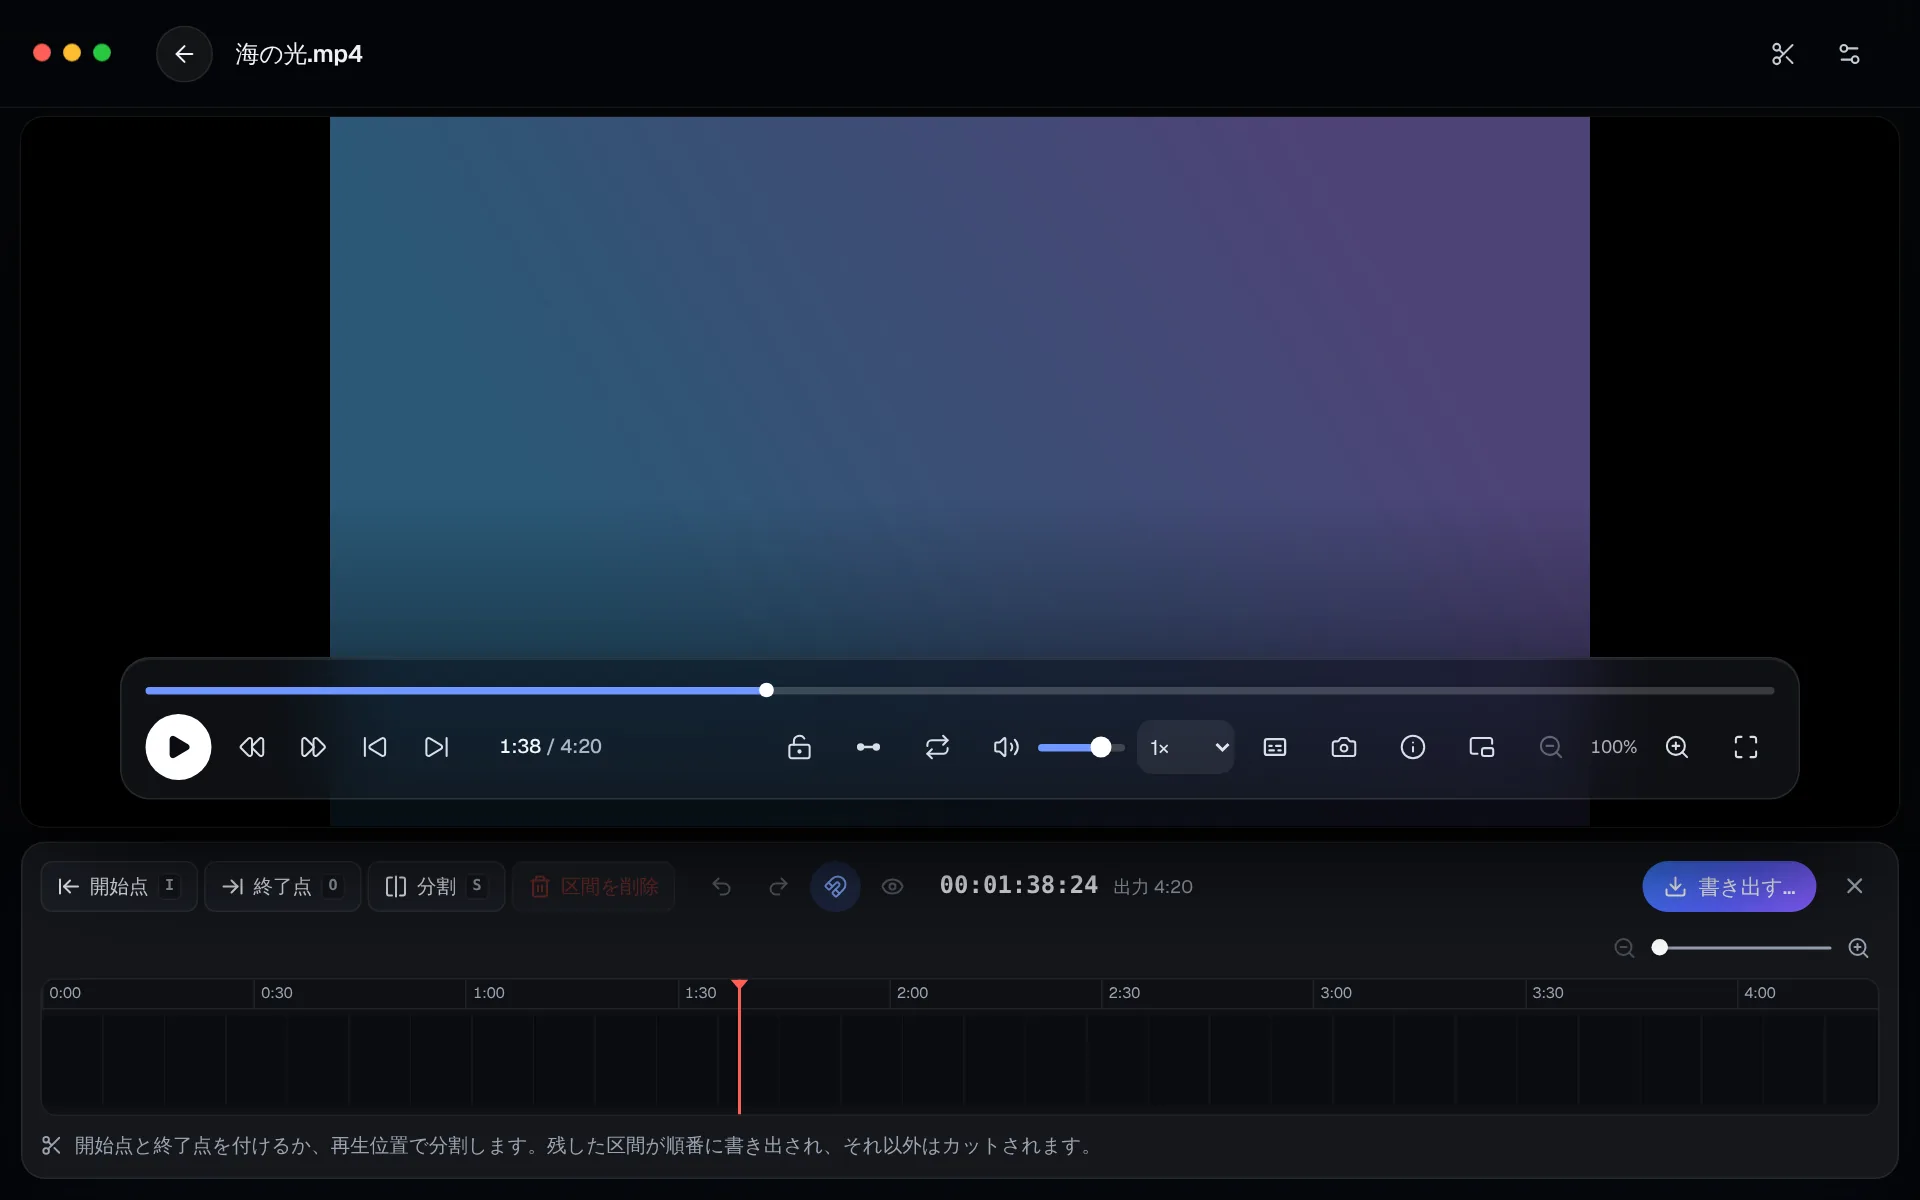 海の光.mp4
1:38 / 4:20
1×
100%
開始点 I
終了点 O
分割 S
区間を削除
00:01:38:24 出力 4:20
書き出す…
0:00 0:30 1:00 1:30 2:00 2:30 3:00 3:30 4:00
開始点と終了点を付けるか、再生位置で分割します。残した区間が順番に書き出され、それ以外はカットされます。